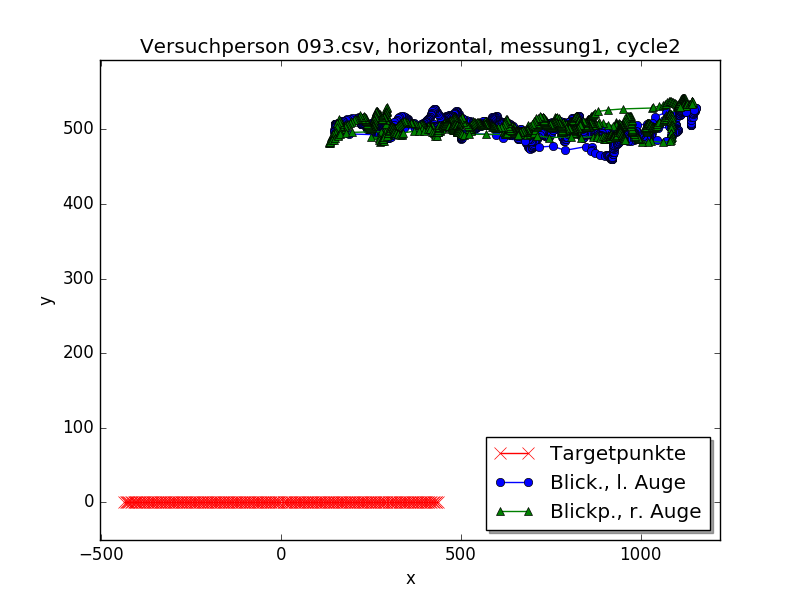 Versuchperson 093.csv, horizontal, messung1, cycle2
500
400
300
200
100
0
y
−500
0
500
1000
x
Targetpunkte
Blick., l. Auge
Blickp., r. Auge